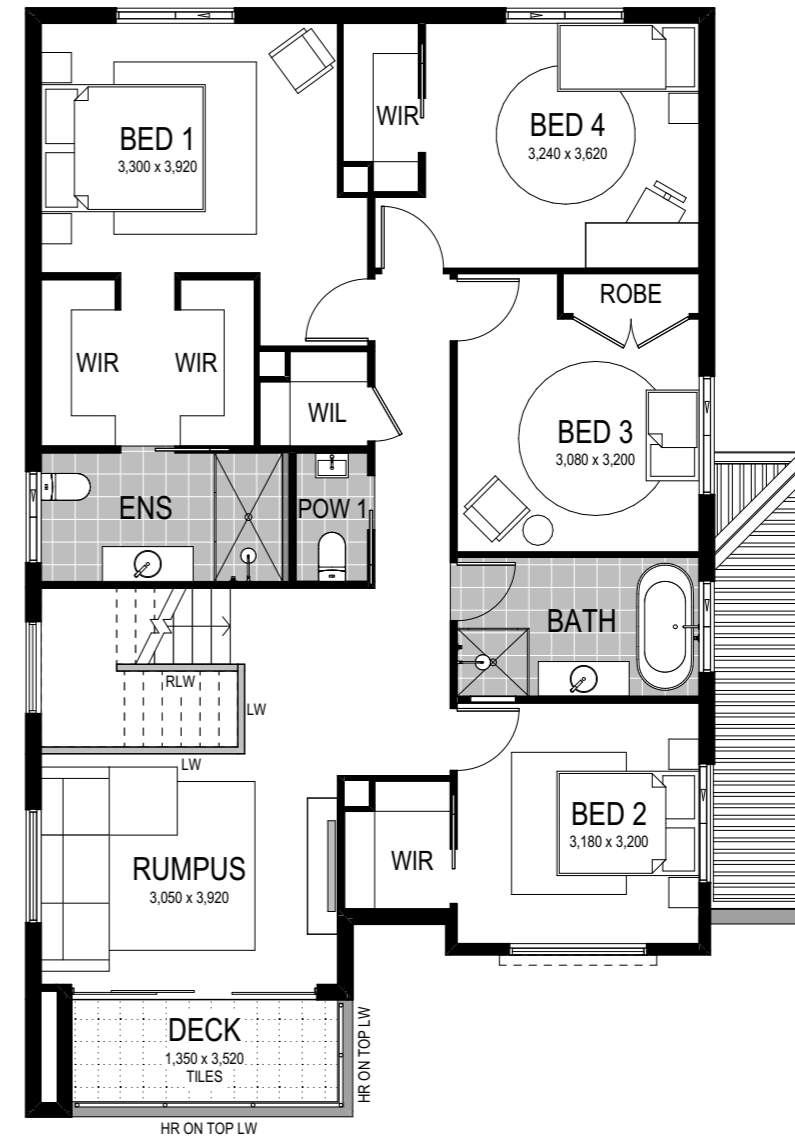 BED 1
3,300 x 3,920
WIR
BED 4
3,240 x 3,620
ROBE
WIR
WIR
WIL
BED 3
3,080 x 3,200
ENS
POW 1
BATH
RLW
LW
LW
BED 2
3,180 x 3,200
WIR
RUMPUS
3,050 x 3,920
DECK
1,350 x 3,520
TILES
HR ON TOP LW
HR ON TOP LW